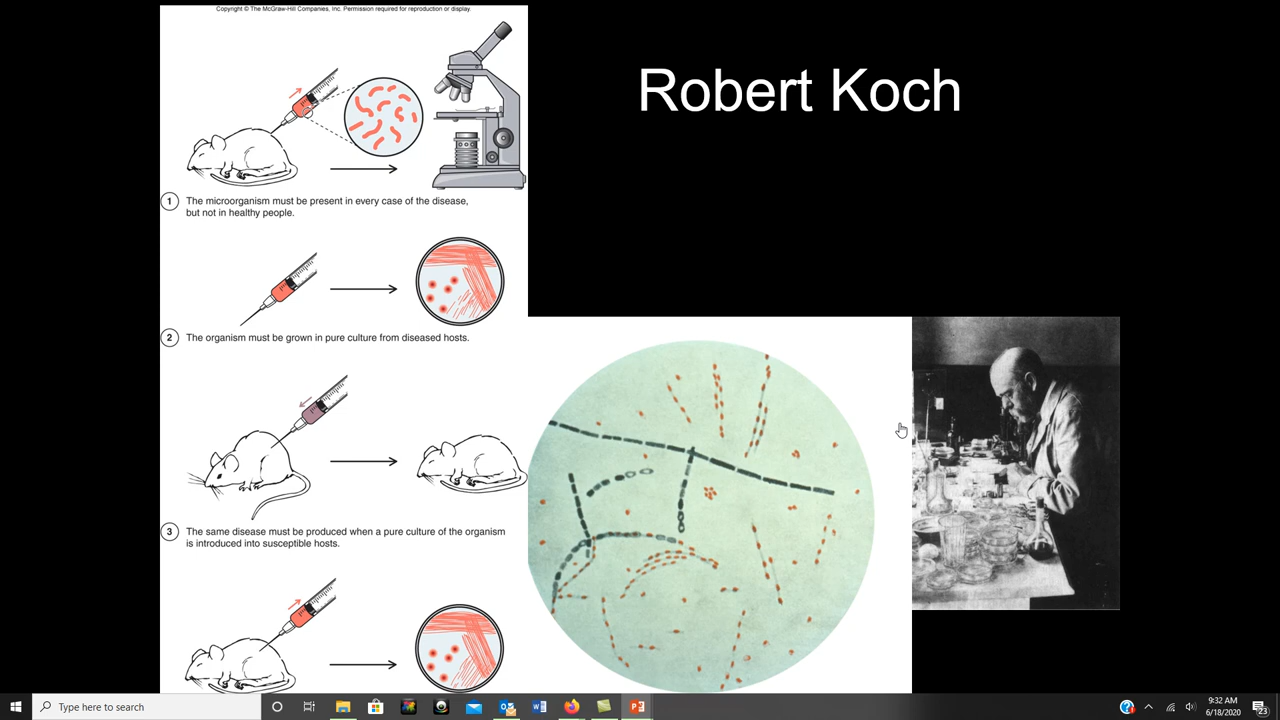 Copyright © The McGraw-Hill Companies, Inc. Permission required for reproduction or display.
Robert Koch
1 The microorganism must be present in every case of the disease,
but not in healthy people.
2 The organism must be grown in pure culture from diseased hosts.
3 The same disease must be produced when a pure culture of the organism
is introduced into susceptible hosts.
Type here to search
9:32 AM
6/18/2020